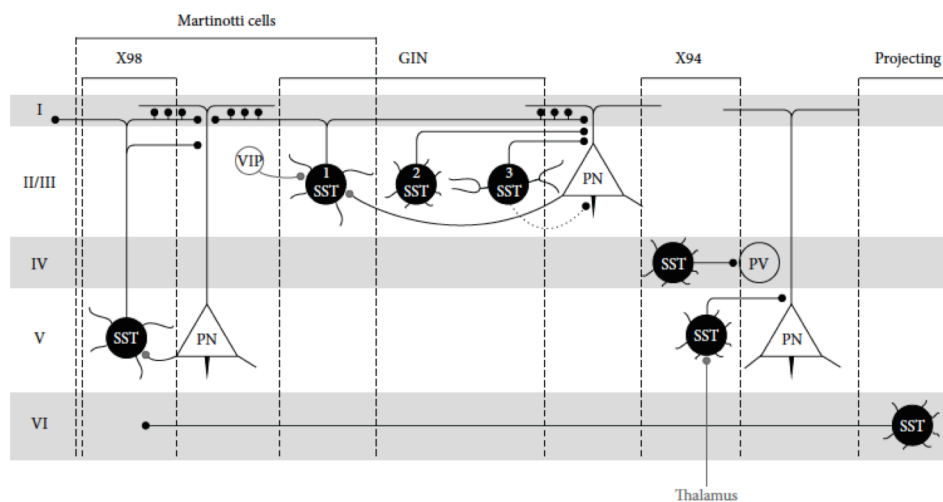 Martinotti cells
X98
GIN
X94
Projecting
I
II/III
VIP
1
SST
2
SST
3
SST
PN
IV
SST
PV
V
SST
PN
SST
PN
VI
SST
Thalamus